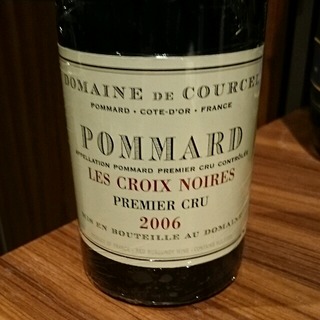 DOMAINE DE COURCEL
POMMARD - COTE-D'OR - FRANCE
POMMARD
APPELLATION POMMARD PREMIER CRU CONTRÔLÉE
LES CROIX NOIRES
PREMIER CRU
2006
MIS EN BOUTEILLE AU DOMAINE